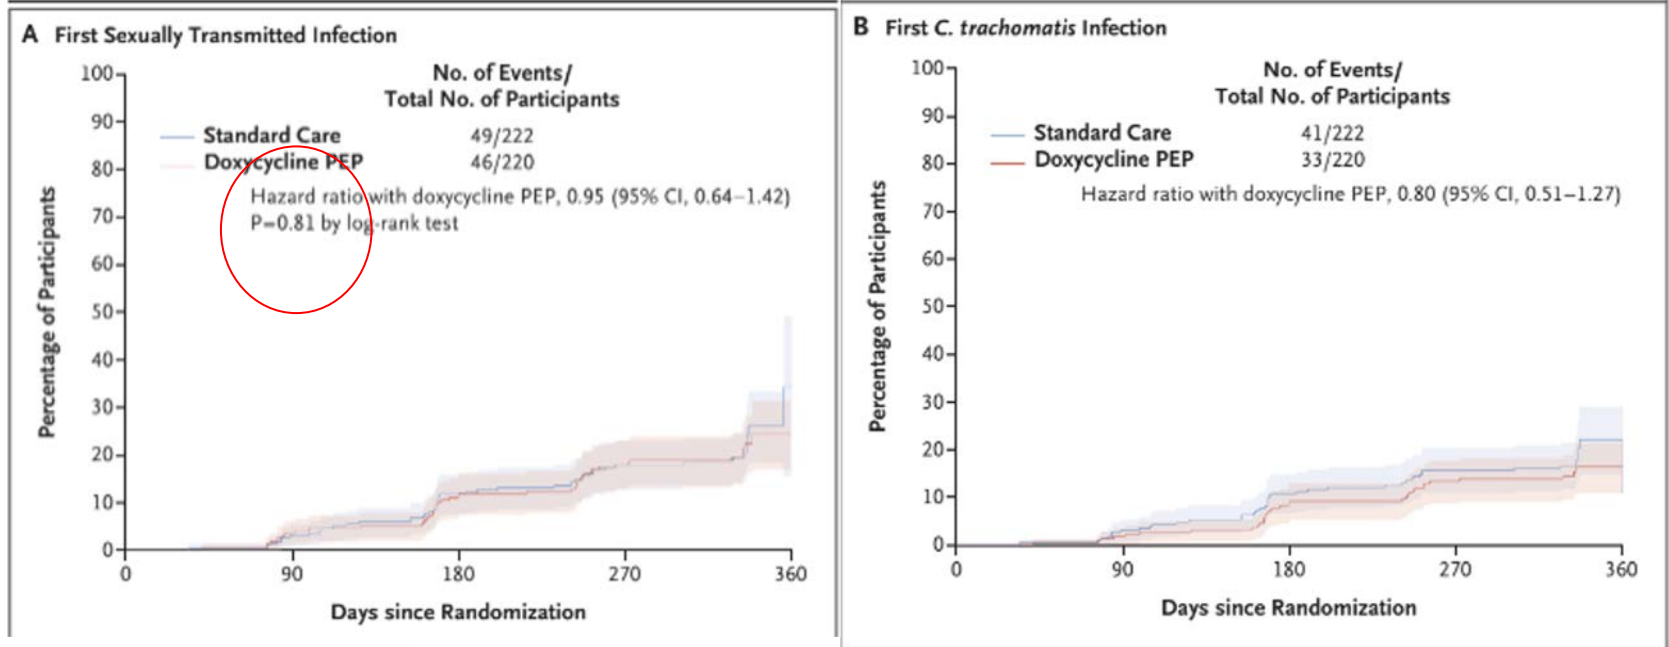 A First Sexually Transmitted Infection
No. of Events/
Total No. of Participants
Standard Care 49/222
Doxycycline PEP 46/220
Hazard ratio with doxycycline PEP, 0.95 (95% CI, 0.64–1.42)
P=0.81 by log-rank test
Percentage of Participants
100
90
80
70
60
50
40
30
20
10
0
0 90 180 270 360
Days since Randomization
B First C. trachomatis Infection
No. of Events/
Total No. of Participants
Standard Care 41/222
Doxycycline PEP 33/220
Hazard ratio with doxycycline PEP, 0.80 (95% CI, 0.51–1.27)
Percentage of Participants
100
90
80
70
60
50
40
30
20
10
0
0 90 180 270 360
Days since Randomization